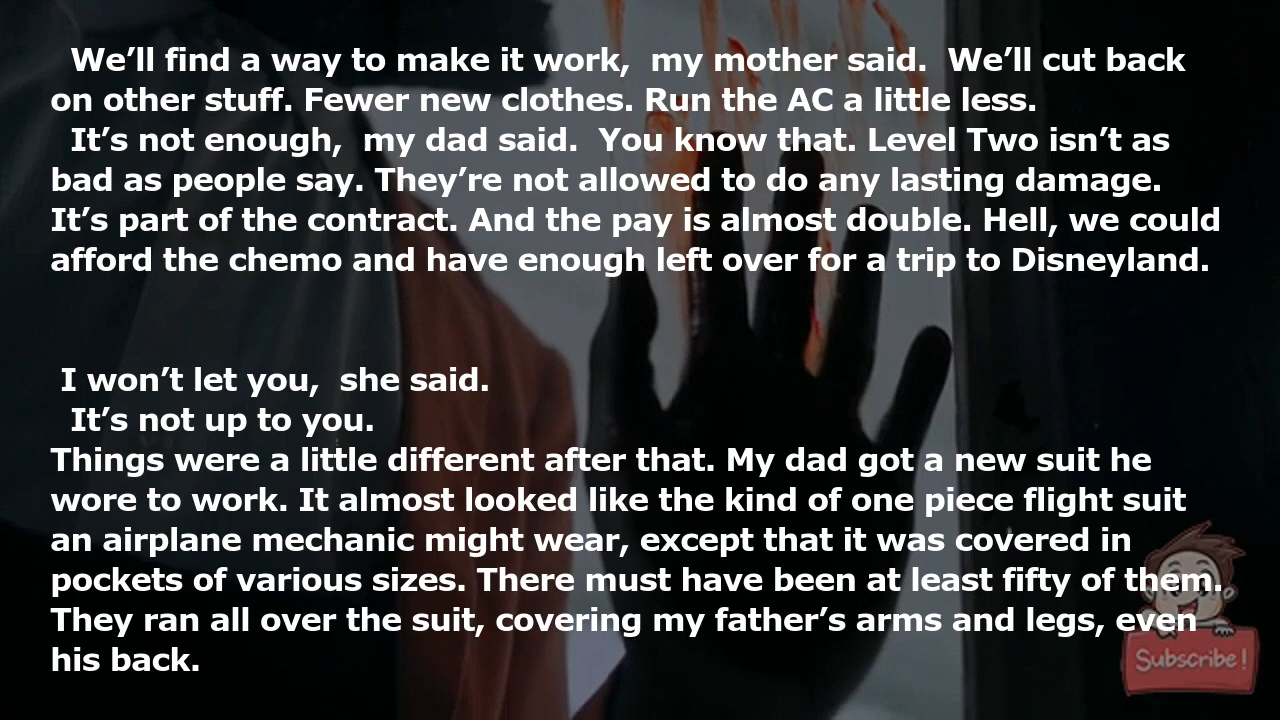 We’ll find a way to make it work, my mother said. We’ll cut back
on other stuff. Fewer new clothes. Run the AC a little less.
It’s not enough, my dad said. You know that. Level Two isn’t as
bad as people say. They’re not allowed to do any lasting damage.
It’s part of the contract. And the pay is almost double. Hell, we could
afford the chemo and have enough left over for a trip to Disneyland.
I won’t let you, she said.
It’s not up to you.
Things were a little different after that. My dad got a new suit he
wore to work. It almost looked like the kind of one piece flight suit
an airplane mechanic might wear, except that it was covered in
pockets of various sizes. There must have been at least fifty of them.
They ran all over the suit, covering my father’s arms and legs, even
his back.
Subscribe!